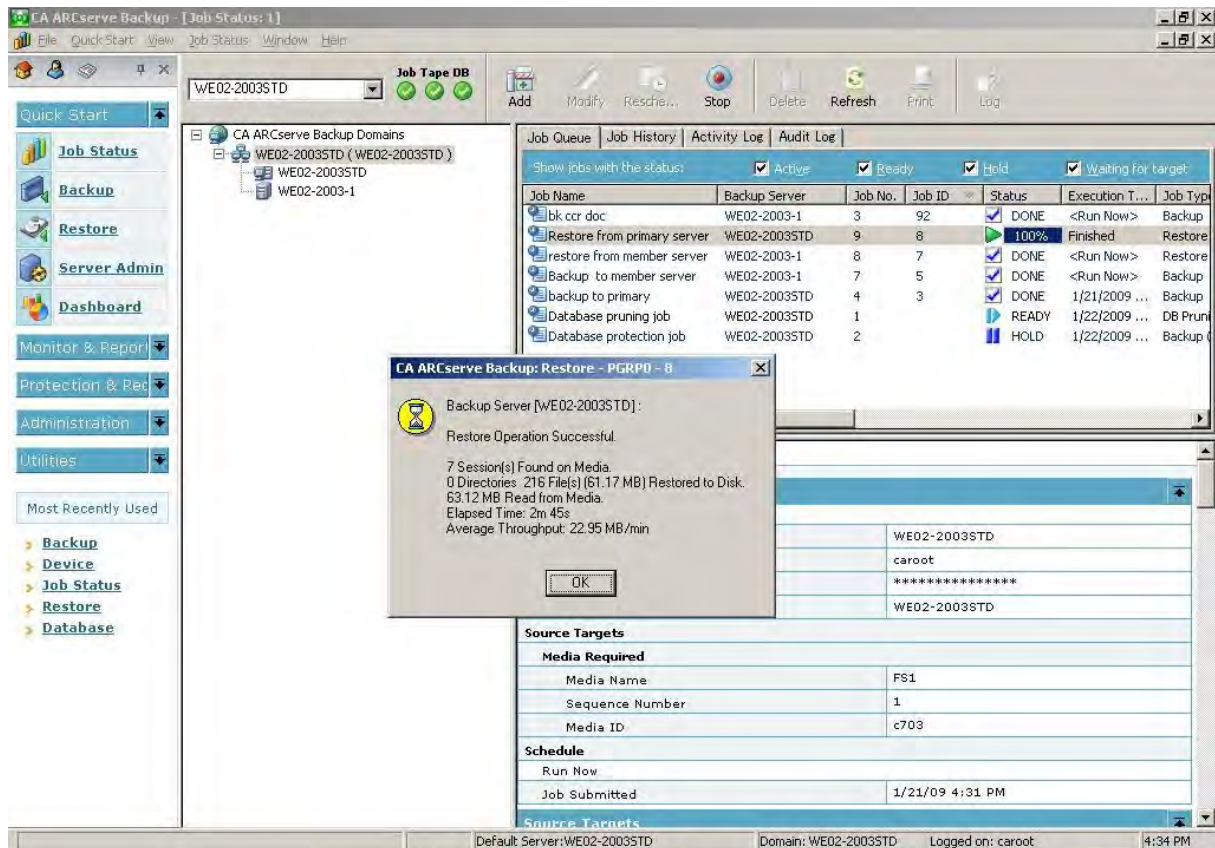 CA ARCserve Backup - [Job Status: 1]
File Quick Start View Job Status Window Help
WE02-2003STD
Job Tape DB
Add Modify Resche... Stop Delete Refresh Print Log
Quick Start
Job Status
Backup
Restore
Server Admin
Dashboard
Monitor & Report
Protection & Rec
Administration
Utilities
Most Recently Used
Backup
Device
Job Status
Restore
Database
CA ARCserve Backup Domains
WE02-2003STD ( WE02-2003STD )
WE02-2003STD
WE02-2003-1
Job Queue Job History Activity Log Audit Log
Show jobs with the status: Active Ready Hold Waiting for target
Job Name Backup Server Job No. Job ID Status Execution T... Job Type
bk ccr doc WE02-2003-1 3 92 DONE <Run Now> Backup
Restore from primary server WE02-2003STD 9 8 100% Finished Restore
restore from member server WE02-2003-1 8 7 DONE <Run Now> Restore
Backup to member server WE02-2003-1 7 5 DONE <Run Now> Backup
backup to primary WE02-2003STD 4 3 DONE 1/21/2009 ... Backup
Database pruning job WE02-2003STD 1 READY 1/22/2009 ... DB Pruni
Database protection job WE02-2003STD 2 HOLD 1/22/2009 ... Backup (
CA ARCserve Backup: Restore - PGRP0 - 8
Backup Server [WE02-2003STD] :
Restore Operation Successful.
7 Session(s) Found on Media.
0 Directories 216 File(s) (61.17 MB) Restored to Disk.
63.12 MB Read from Media.
Elapsed Time: 2m 45s
Average Throughput: 22.95 MB/min
OK
WE02-2003STD
caroot
***************
WE02-2003STD
Source Targets
Media Required
Media Name FS1
Sequence Number 1
Media ID c703
Schedule
Run Now
Job Submitted 1/21/09 4:31 PM
Source Targets
Default Server:WE02-2003STD Domain: WE02-2003STD Logged on: caroot 4:34 PM